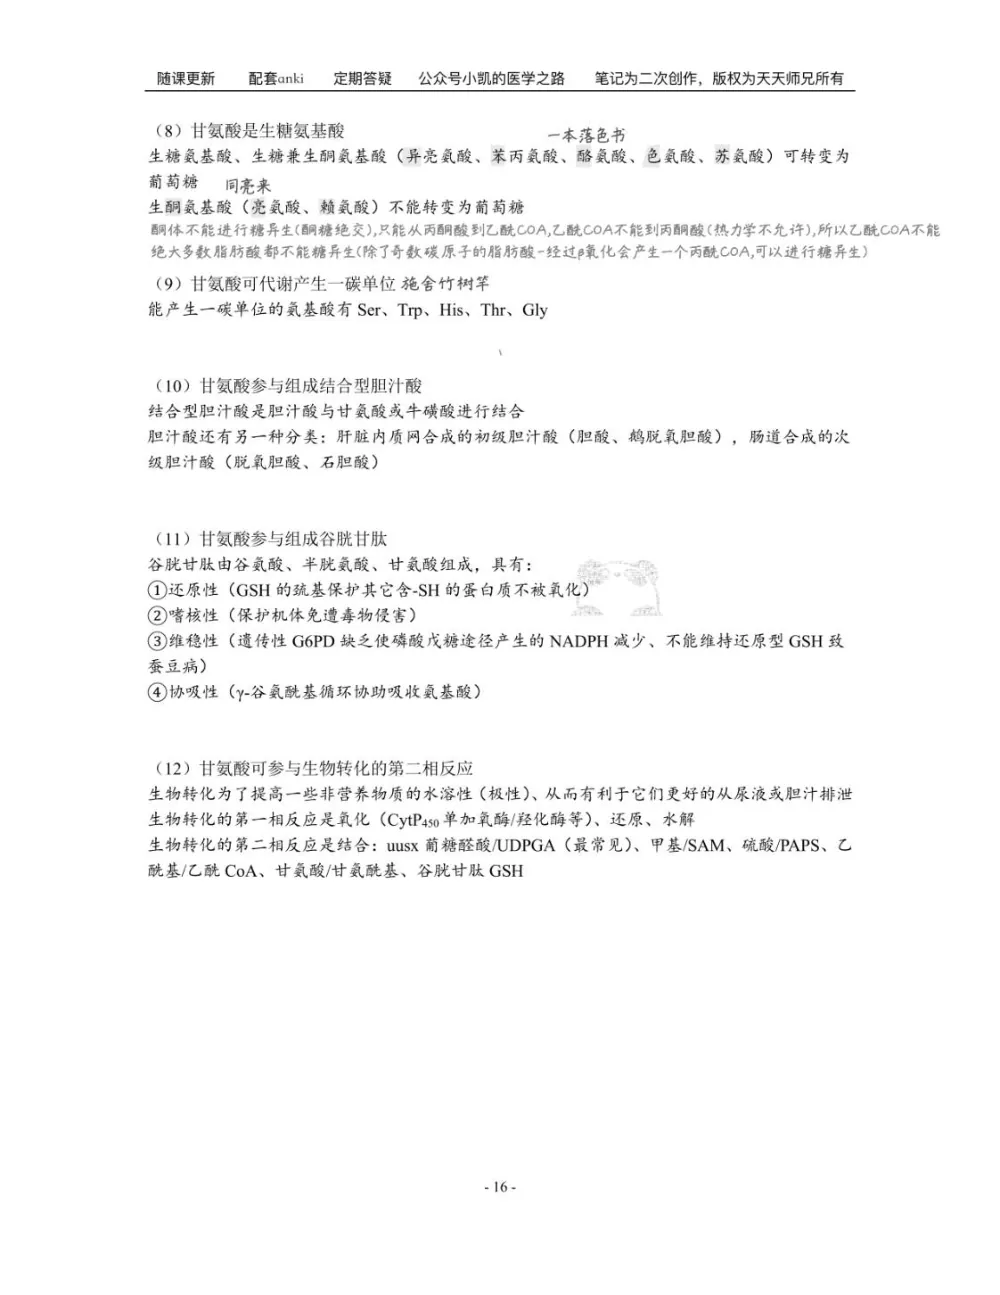 随课更新 配套anki 定期答疑 公众号小凯的医学之路 笔记为二次创作，版权为天天师兄所有
（8）甘氨酸是生糖氨基酸
一本落色书
生糖氨基酸、生糖兼生酮氨基酸（异亮氨酸、苯丙氨酸、酪氨酸、色氨酸、苏氨酸）可转变为
葡萄糖 同亮来
生酮氨基酸（亮氨酸、赖氨酸）不能转变为葡萄糖
酮体不能进行糖异生(酮糖绝交),只能从丙酮酸到乙酰COA,乙酰COA不能到丙酮酸(热力学不允许),所以乙酰COA不能
绝大多数脂肪酸都不能糖异生(除了奇数碳原子的脂肪酸-经过β氧化会产生一个丙酰COA,可以进行糖异生)
（9）甘氨酸可代谢产生一碳单位 施舍竹树竿
能产生一碳单位的氨基酸有 Ser、Trp、His、Thr、Gly
（10）甘氨酸参与组成结合型胆汁酸
结合型胆汁酸是胆汁酸与甘氨酸或牛磺酸进行结合
胆汁酸还有另一种分类：肝脏内质网合成的初级胆汁酸（胆酸、鹅脱氧胆酸），肠道合成的次
级胆汁酸（脱氧胆酸、石胆酸）
（11）甘氨酸参与组成谷胱甘肽
谷胱甘肽由谷氨酸、半胱氨酸、甘氨酸组成，具有：
①还原性（GSH 的巯基保护其它含-SH 的蛋白质不被氧化）
②嗜核性（保护机体免遭毒物侵害）
③维稳性（遗传性 G6PD 缺乏使磷酸戊糖途径产生的 NADPH 减少、不能维持还原型 GSH 致
蚕豆病）
④协吸性（γ-谷氨酰基循环协助吸收氨基酸）
（12）甘氨酸可参与生物转化的第二相反应
生物转化为了提高一些非营养物质的水溶性（极性）、从而有利于它们更好的从尿液或胆汁排泄
生物转化的第一相反应是氧化（CytP450 单加氧酶/羟化酶等）、还原、水解
生物转化的第二相反应是结合：uusx 葡糖醛酸/UDPGA（最常见）、甲基/SAM、硫酸/PAPS、乙
酰基/乙酰 CoA、甘氨酸/甘氨酰基、谷胱甘肽 GSH
- 16 -